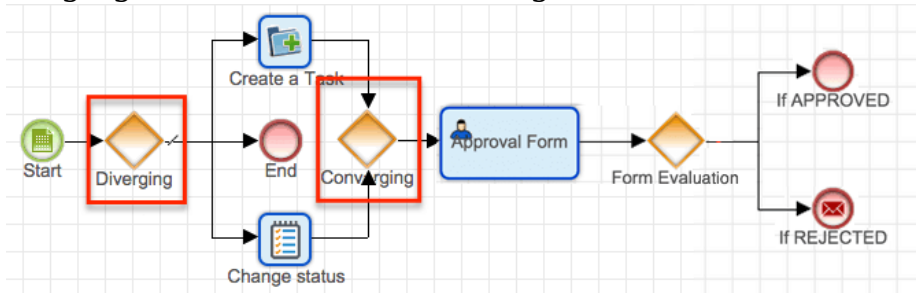 Create a Task
If APPROVED
Start
Diverging
End
Converging
Approval Form
Form Evaluation
If REJECTED
Change status